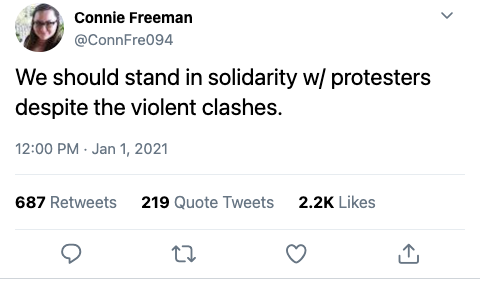 Connie Freeman
@ConnFre094
We should stand in solidarity w/ protesters
despite the violent clashes.
12:00 PM · Jan 1, 2021
687 Retweets 219 Quote Tweets 2.2K Likes